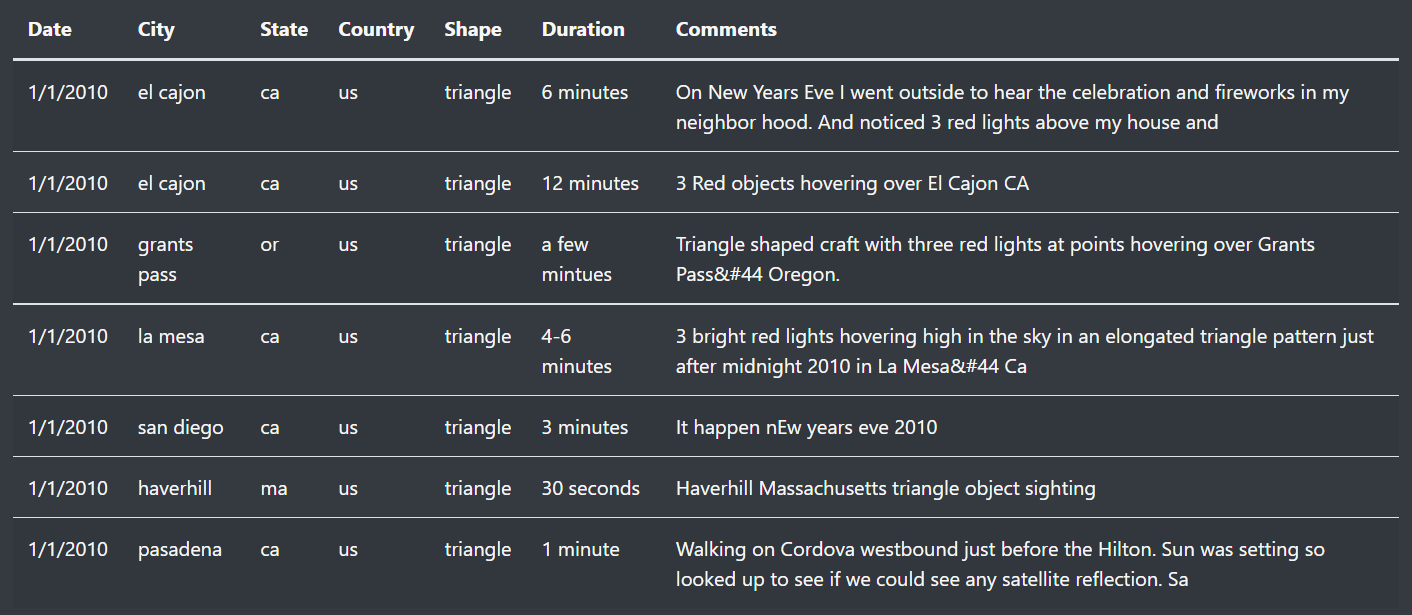 Date City State Country Shape Duration Comments
1/1/2010 el cajon ca us triangle 6 minutes On New Years Eve I went outside to hear the celebration and fireworks in my
neighbor hood. And noticed 3 red lights above my house and
1/1/2010 el cajon ca us triangle 12 minutes 3 Red objects hovering over El Cajon CA
1/1/2010 grants or us triangle a few Triangle shaped craft with three red lights at points hovering over Grants
pass mintues Pass&#44 Oregon.
1/1/2010 la mesa ca us triangle 4-6 3 bright red lights hovering high in the sky in an elongated triangle pattern just
minutes after midnight 2010 in La Mesa&#44 Ca
1/1/2010 san diego ca us triangle 3 minutes It happen nEw years eve 2010
1/1/2010 haverhill ma us triangle 30 seconds Haverhill Massachusetts triangle object sighting
1/1/2010 pasadena ca us triangle 1 minute Walking on Cordova westbound just before the Hilton. Sun was setting so
looked up to see if we could see any satellite reflection. Sa